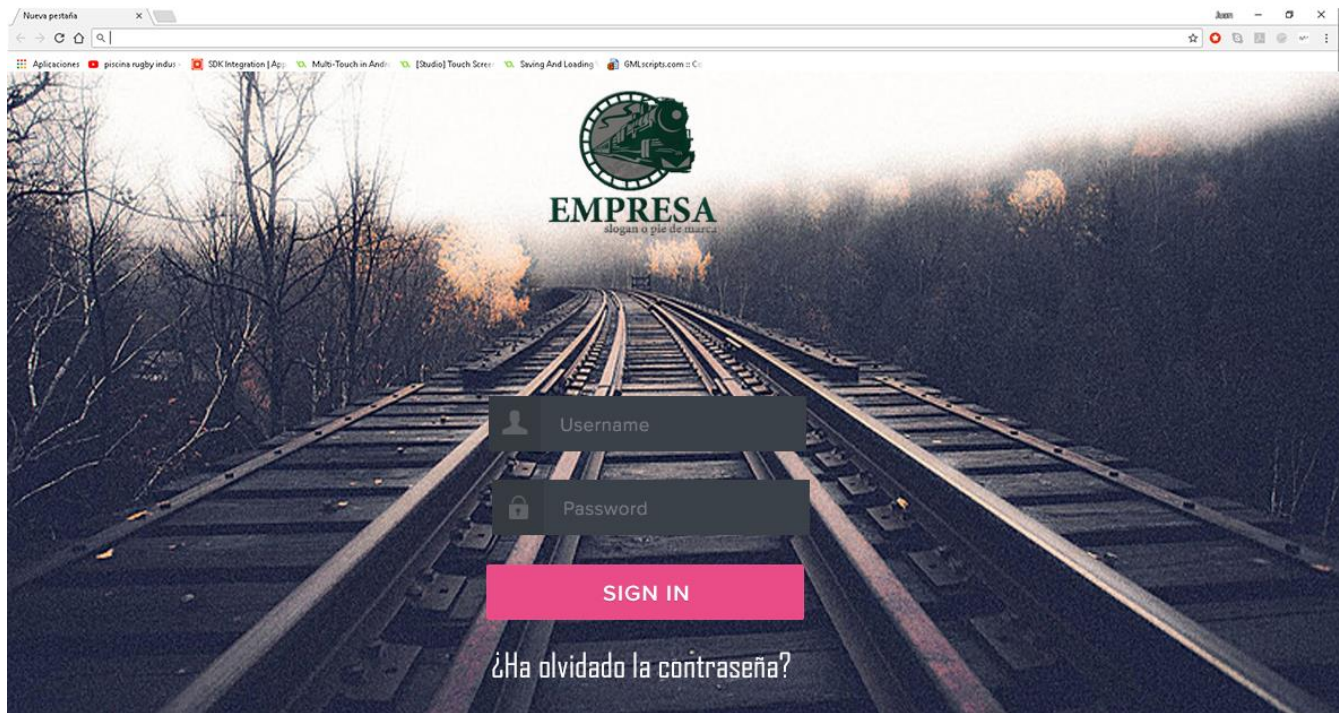 Nueva pestaña
Juan
Aplicaciones
piscina rugby indus
SDK Integration | App
Multi-Touch in Andr
[Studio] Touch Scree
Saving And Loading
GMLscripts.com :: Co
EMPRESA
slogan o pie de marca
Username
Password
SIGN IN
¿Ha olvidado la contraseña?